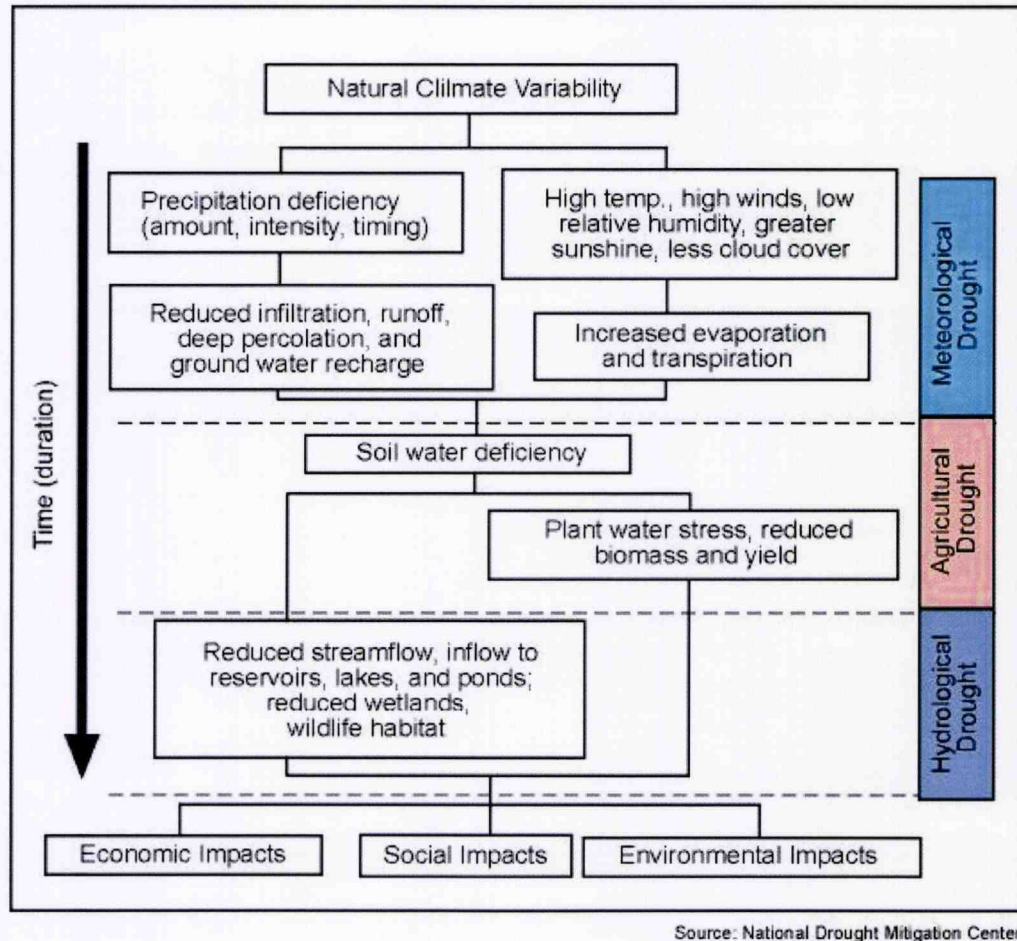 Natural Clilmate Variability
Precipitation deficiency
(amount, intensity, timing)
High temp., high winds, low
relative humidity, greater
sunshine, less cloud cover
Reduced infiltration, runoff,
deep percolation, and
ground water recharge
Increased evaporation
and transpiration
Meteorological
Drought
Time (duration)
Soil water deficiency
Plant water stress, reduced
biomass and yield
Agricultural
Drought
Reduced streamflow, inflow to
reservoirs, lakes, and ponds;
reduced wetlands,
wildlife habitat
Hydrological
Drought
Economic Impacts
Social Impacts
Environmental Impacts
Source: National Drought Mitigation Center